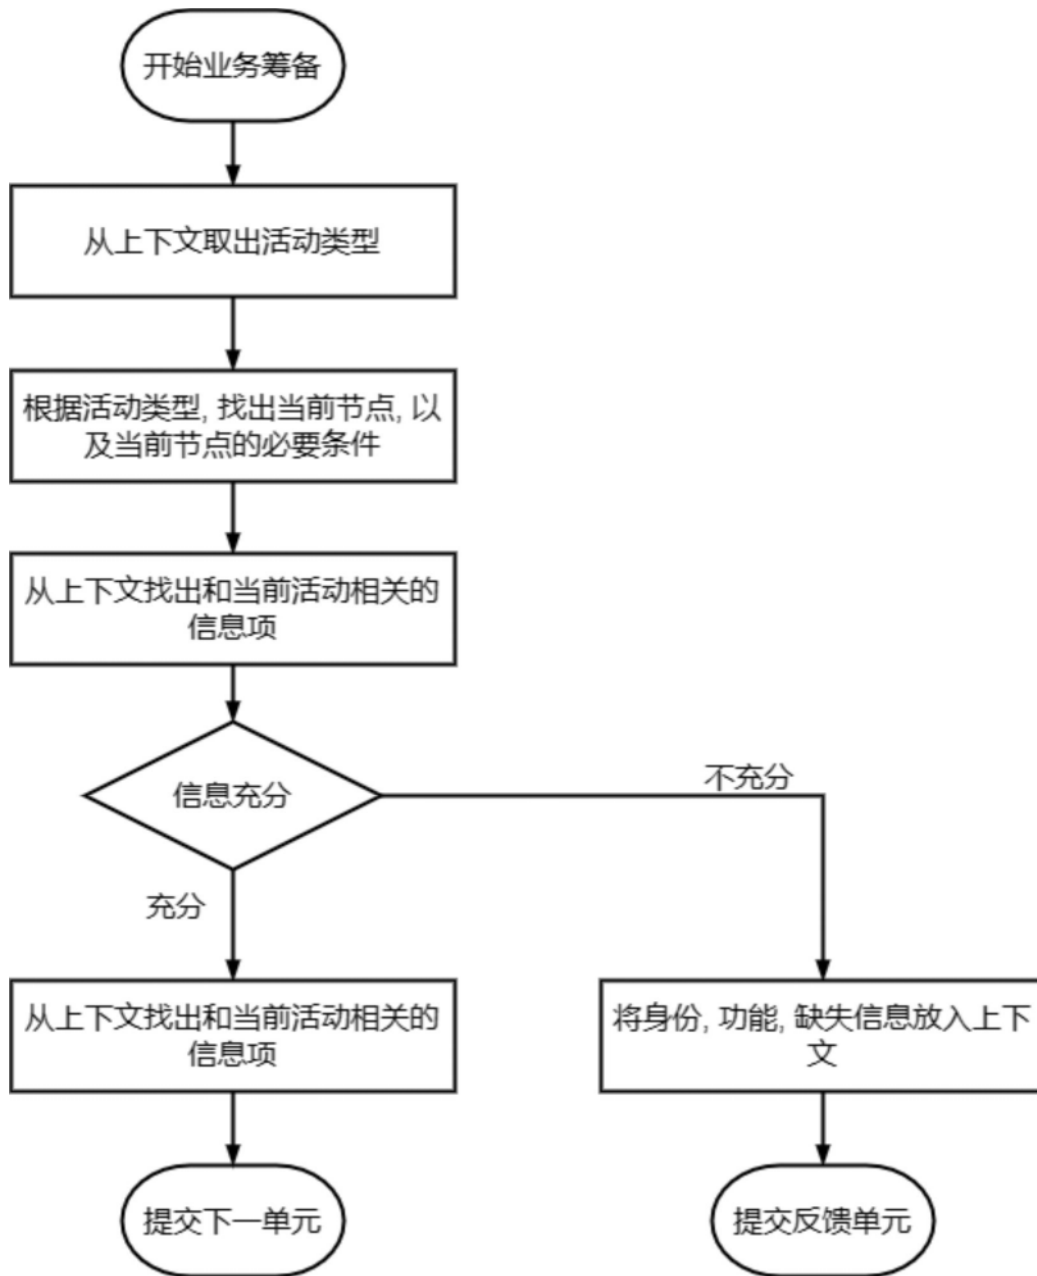 开始业务筹备
从上下文取出活动类型
根据活动类型, 找出当前节点, 以
及当前节点的必要条件
从上下文找出和当前活动相关的
信息项
信息充分
不充分
充分
从上下文找出和当前活动相关的
信息项
将身份, 功能, 缺失信息放入上下
文
提交下一单元
提交反馈单元